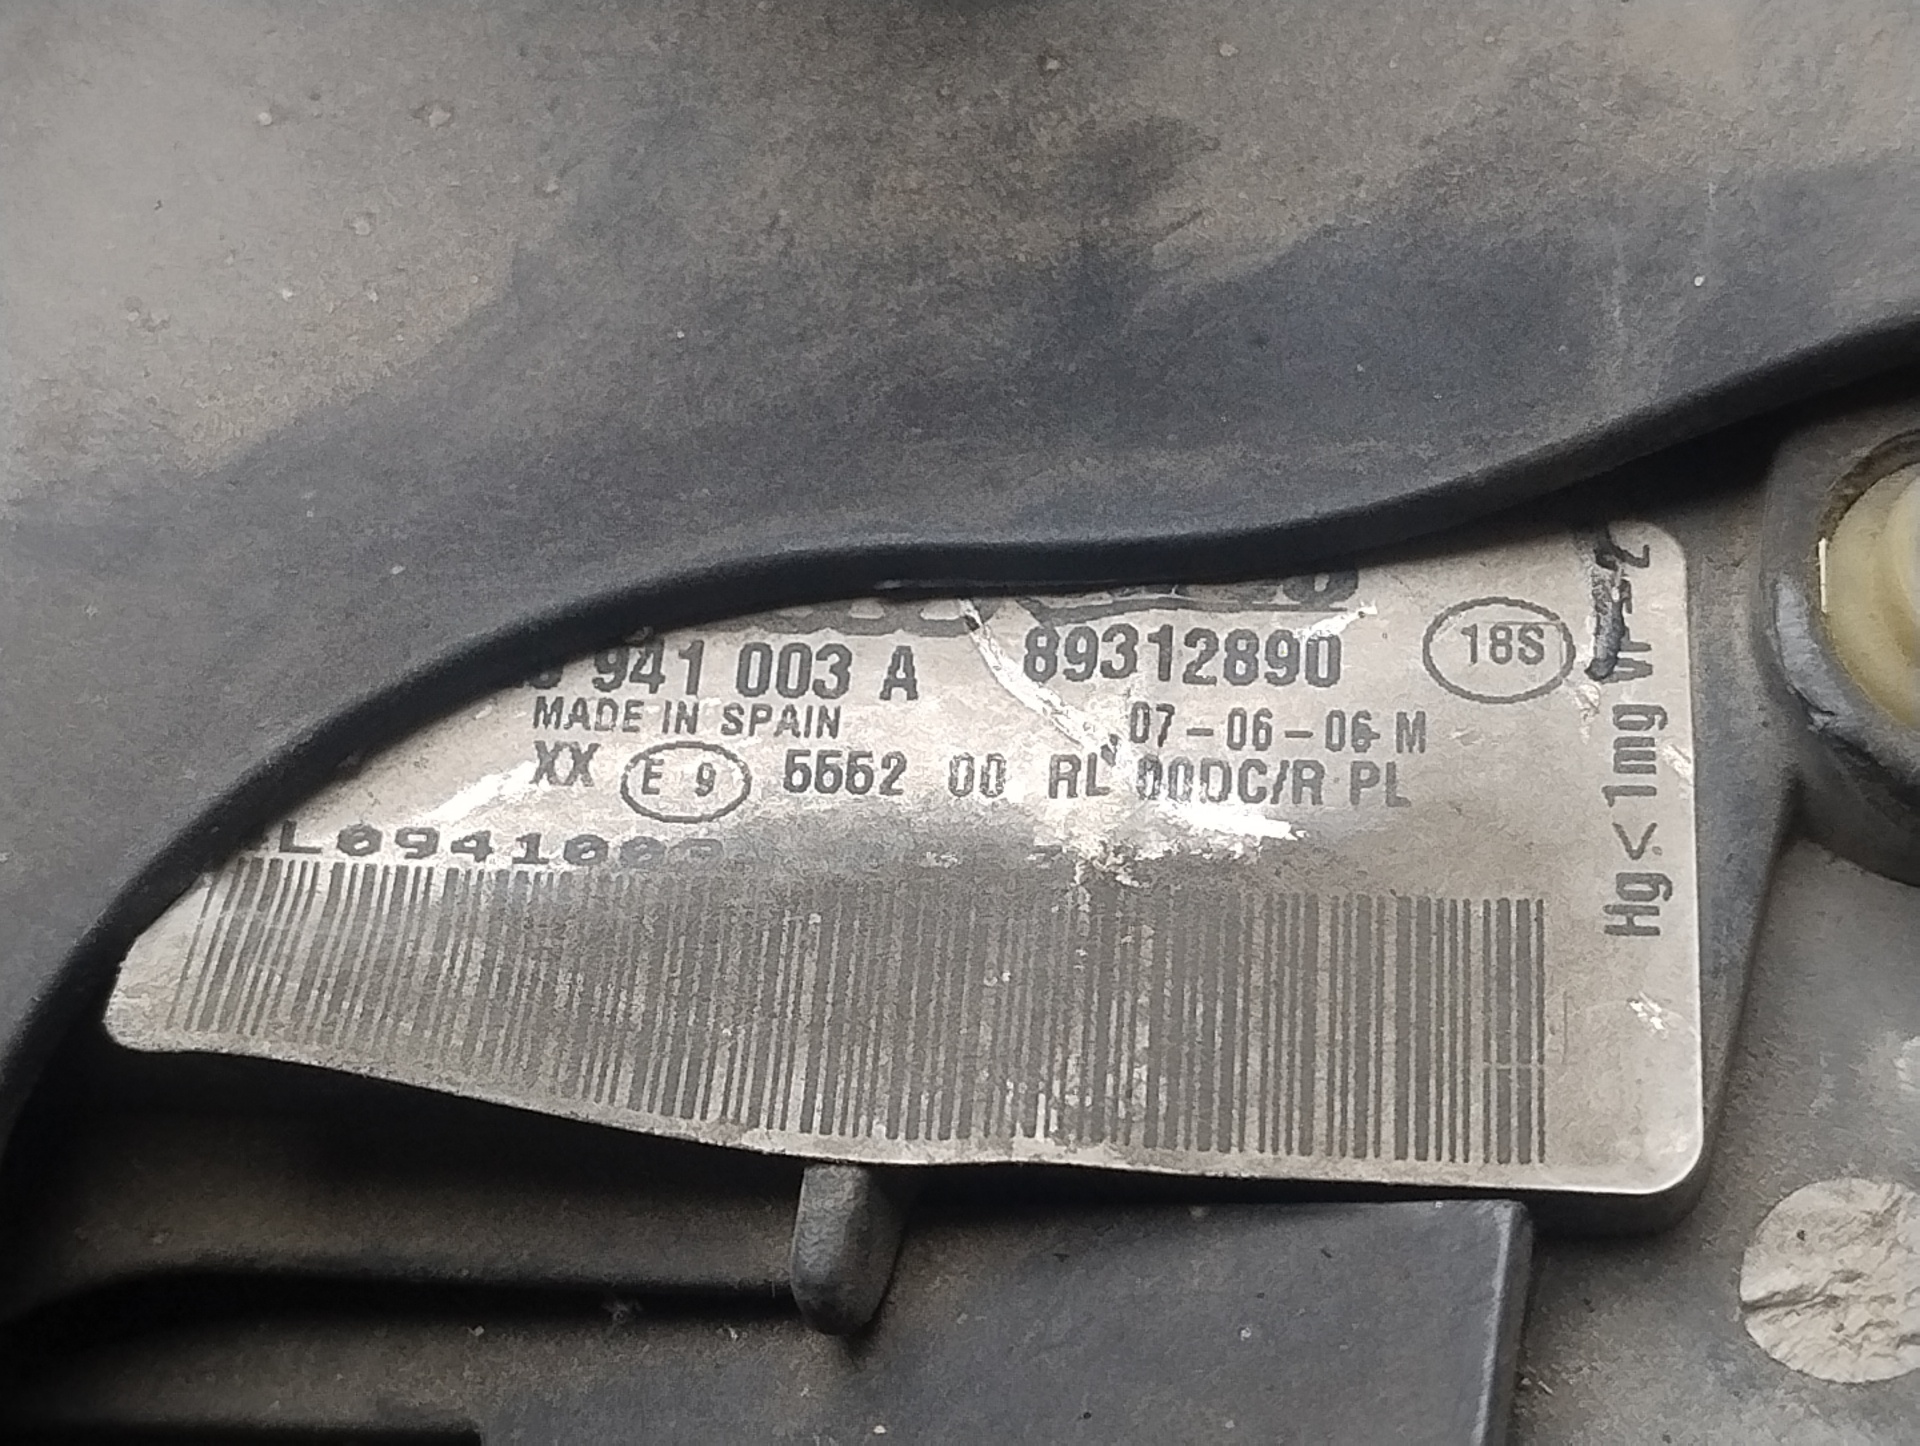 941 003 A 89312890 18S
MADE IN SPAIN 07-06-06 M
XX E 9 5552 00 RL 00DC/R PL
L0941003
Hg < 1mg